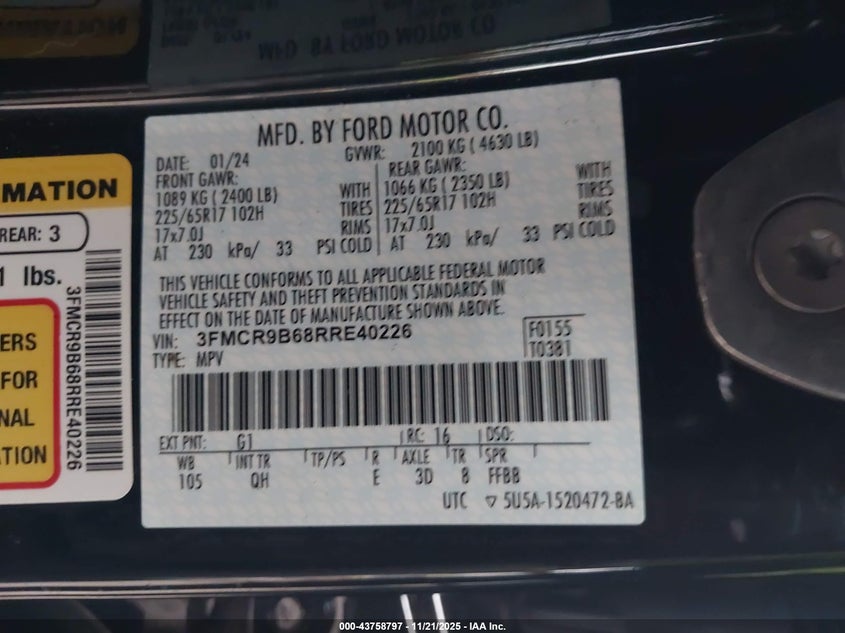 MFD. BY FORD MOTOR CO.
DATE: 01/24 GVWR: 2100 KG ( 4630 LB)
FRONT GAWR: REAR GAWR:
1089 KG ( 2400 LB) WITH 1066 KG ( 2350 LB) WITH
225/65R17 102H TIRES 225/65R17 102H TIRES
17x7.0J RIMS 17x7.0J RIMS
AT 230 kPa/ 33 PSI COLD AT 230 kPa/ 33 PSI COLD
THIS VEHICLE CONFORMS TO ALL APPLICABLE FEDERAL MOTOR
VEHICLE SAFETY AND THEFT PREVENTION STANDARDS IN
EFFECT ON THE DATE OF MANUFACTURE SHOWN ABOVE.
VIN: 3FMCR9B68RRE40226 F0155
TYPE: MPV T0381
EXT PNT: G1 RC: 16 DSO:
WB INT TR TP/PS R AXLE TR SPR
105 QH E 3D 8 FFBB
UTC ▽ 5U5A-1520472-BA
MATION
REAR: 3
1 lbs.
3FMCR9B68RRE40226
ERS
FOR
NAL
TION
000-43758797 - 11/21/2025 - IAA Inc.